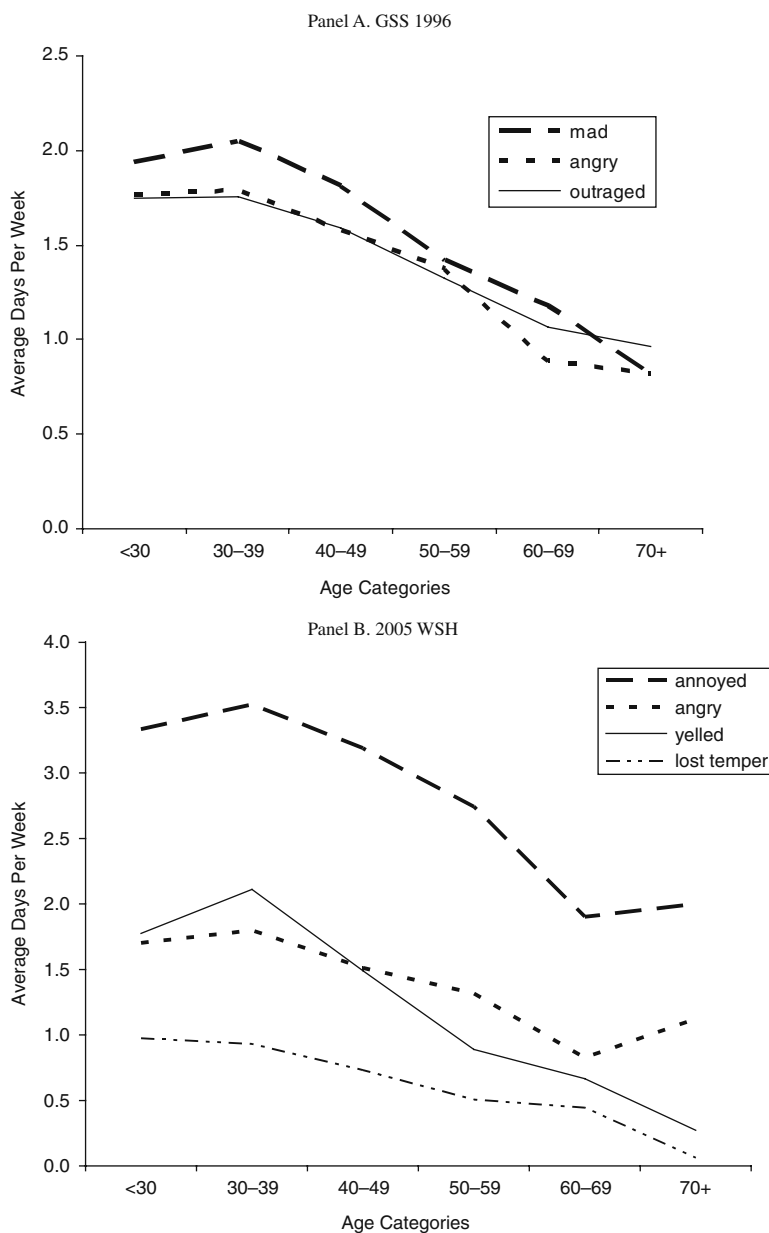 Panel A. GSS 1996
2.5
2.0
1.5
1.0
0.5
0.0
Average Days Per Week
mad
angry
outraged
<30
30–39
40–49
50–59
60–69
70+
Age Categories
Panel B. 2005 WSH
4.0
3.5
3.0
2.5
2.0
1.5
1.0
0.5
0.0
Average Days Per Week
annoyed
angry
yelled
lost temper
<30
30–39
40–49
50–59
60–69
70+
Age Categories